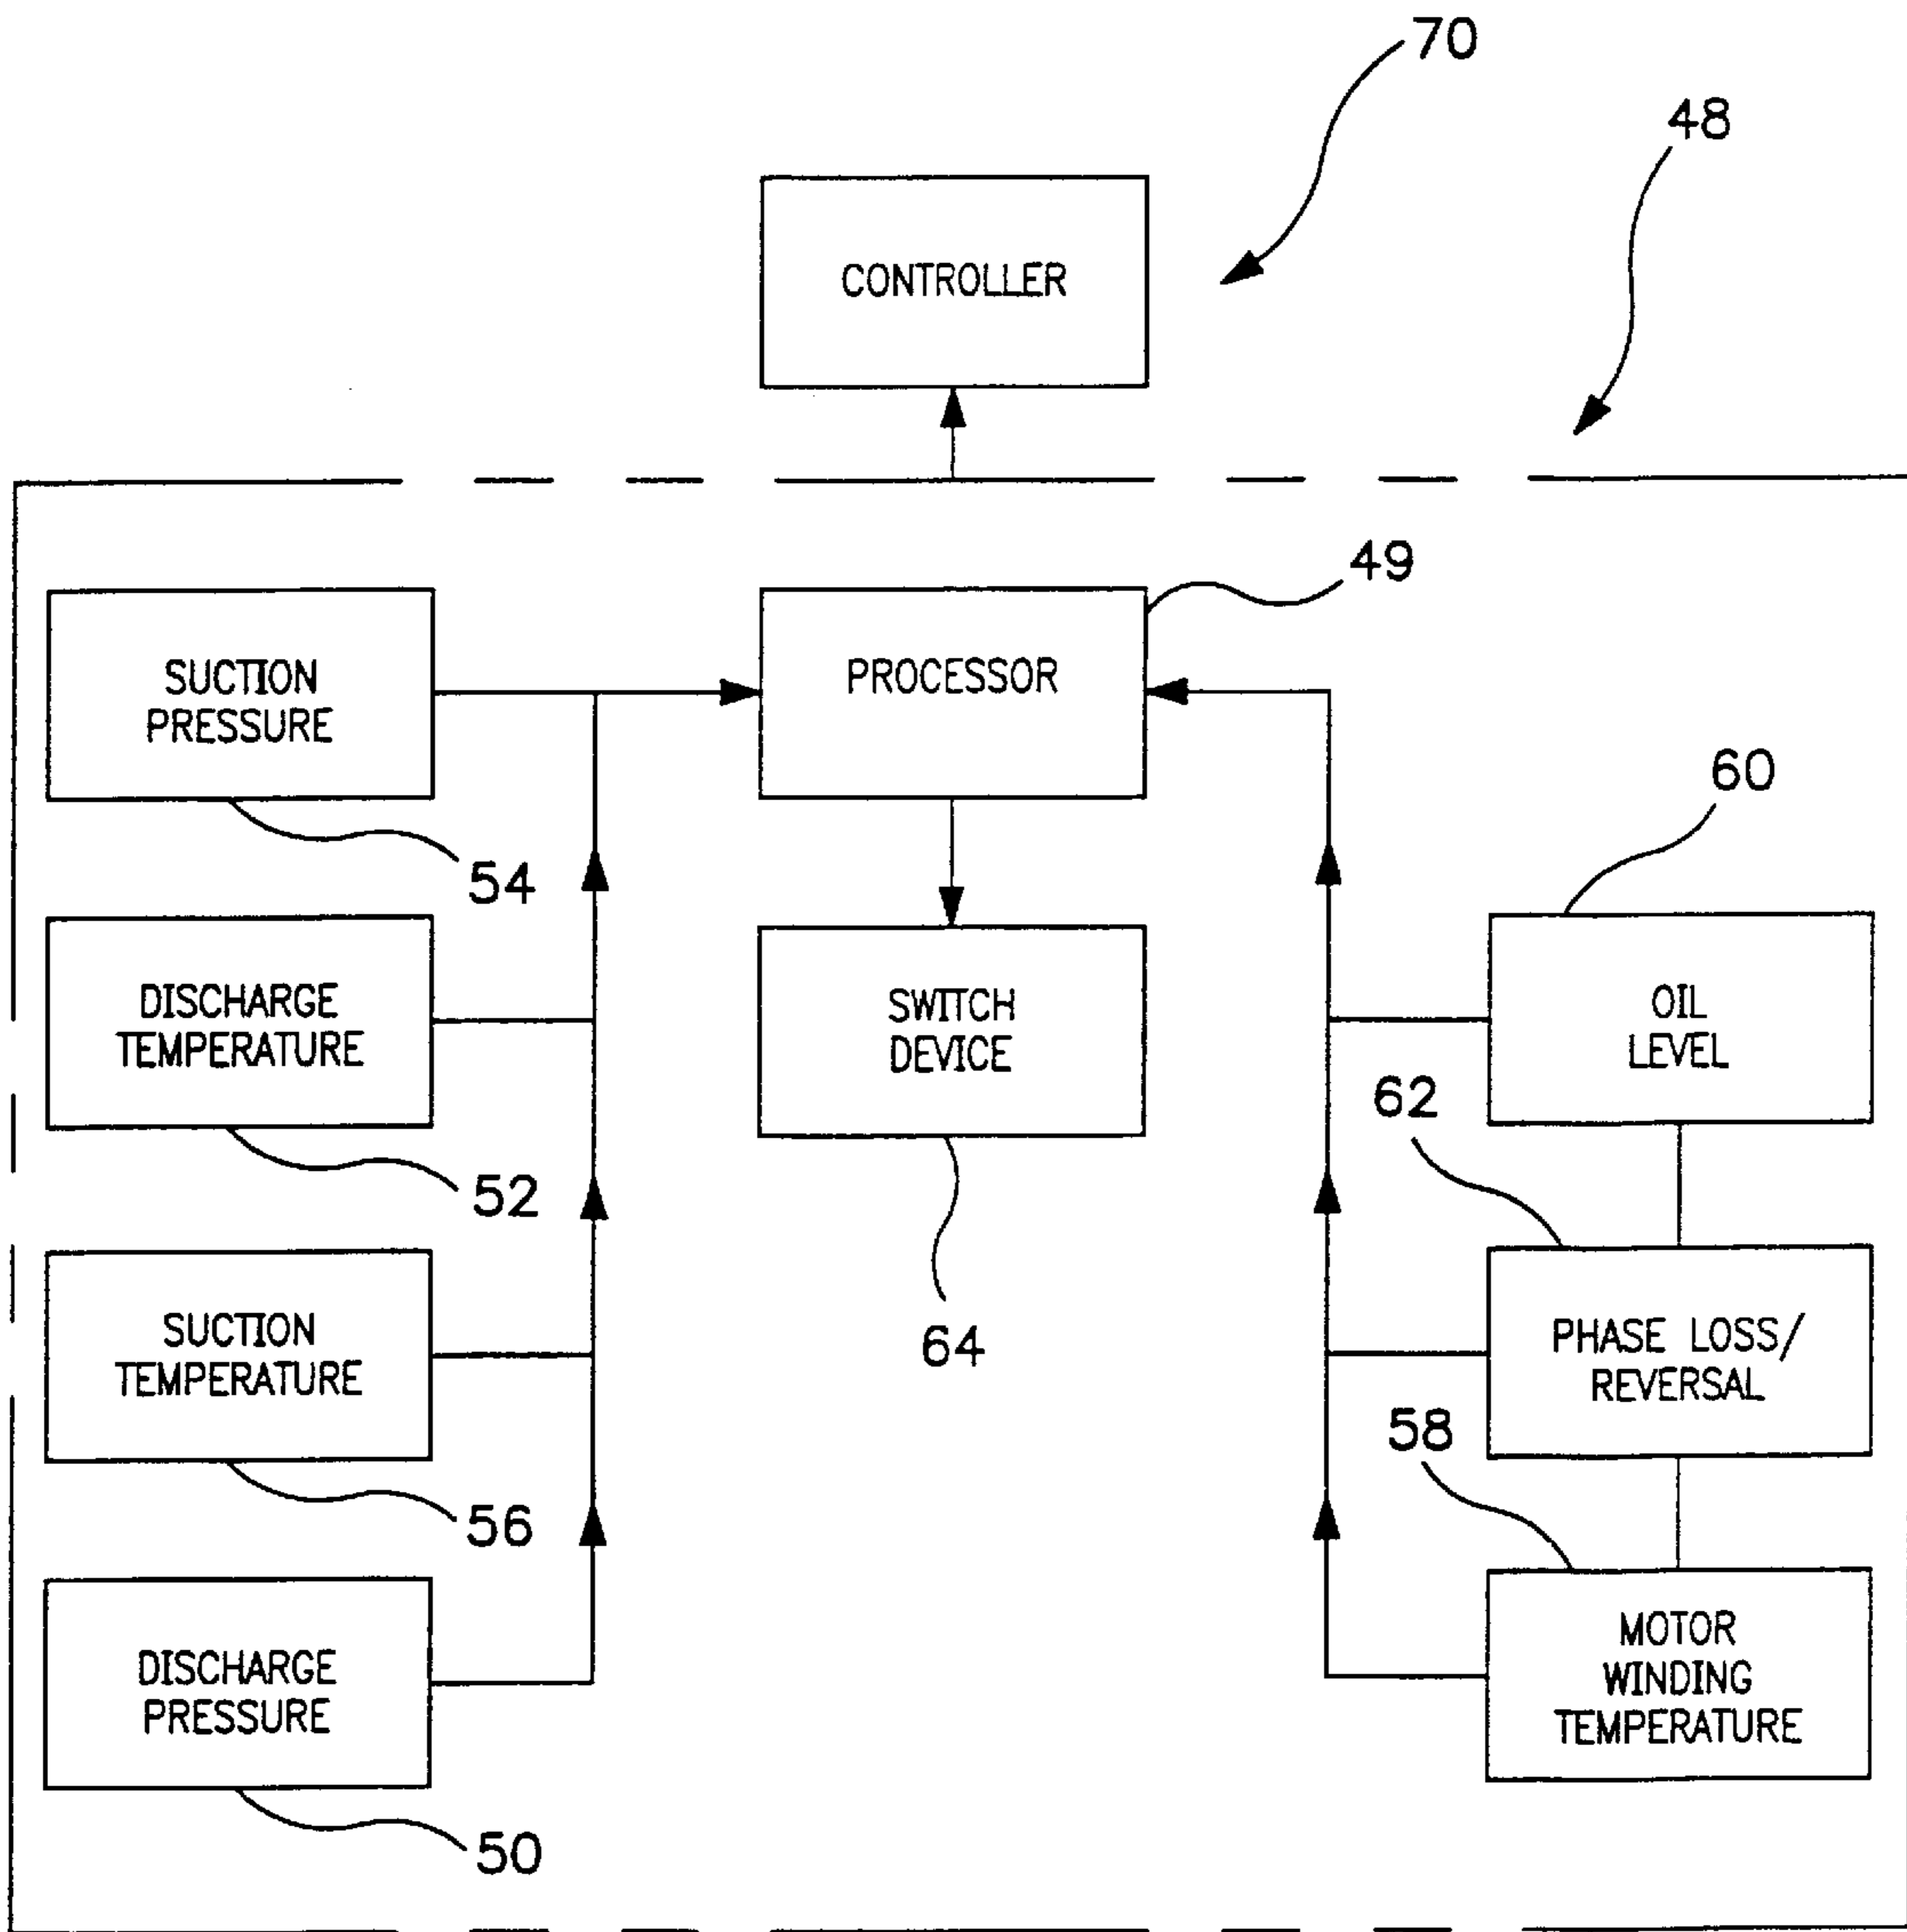 70
48
CONTROLLER
49
SUCTION
PRESSURE
PROCESSOR
54
60
DISCHARGE
TEMPERATURE
SWITCH
DEVICE
OIL
LEVEL
52
62
SUCTION
TEMPERATURE
64
PHASE LOSS/
REVERSAL
56
58
DISCHARGE
PRESSURE
MOTOR
WINDING
TEMPERATURE
50